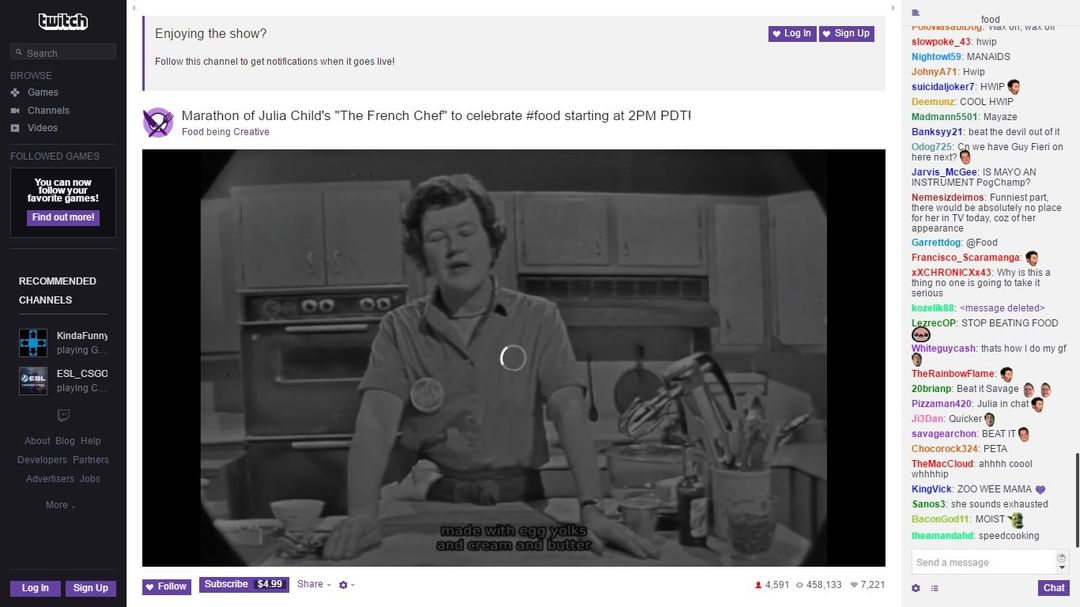 twitch
Search
BROWSE
Games
Channels
Videos
FOLLOWED GAMES
You can now
follow your
favorite games!
Find out more!
RECOMMENDED
CHANNELS
KindaFunny
playing G...
ESL_CSGO
playing C...
About Blog Help
Developers Partners
Advertisers Jobs
More
Log In Sign Up
Enjoying the show?
Log In Sign Up
Follow this channel to get notifications when it goes live!
Marathon of Julia Child's "The French Chef" to celebrate #food starting at 2PM PDT!
Food being Creative
made with egg yolks
and cream and butter
Follow Subscribe $4.99 Share
4,591 458,133 7,221
food
PoloWasabiDog: Wax on, wax off
slowpoke_43: hwip
Nightowl59: MANAIDS
JohnyA71: Hwip
suicidaljoker7: HWIP
Deemunz: COOL HWIP
Madmann5501: Mayaze
Banksyy21: beat the devil out of it
Odog725: Cn we have Guy Fieri on
here next?
Jarvis_McGee: IS MAYO AN
INSTRUMENT PogChamp?
Nemesizdeimos: Funniest part,
there would be absolutely no place
for her in TV today, coz of her
appearance
Garrettdog: @Food
Francisco_Scaramanga:
xXCHRONICXx43: Why is this a
thing no one is going to take it
serious
kozelik88: <message deleted>
LezrecOP: STOP BEATING FOOD
Whiteguycash: thats how I do my gf
TheRainbowFlame:
20brianp: Beat it Savage
Pizzaman420: Julia in chat
Ji3Dan: Quicker
savagearchon: BEAT IT
Chocorock324: PETA
TheMacCloud: ahhhh coool
whhhhip
KingVick: ZOO WEE MAMA
Sanos3: she sounds exhausted
BaconGod11: MOIST
theamandahd: speedcooking
Send a message
Chat